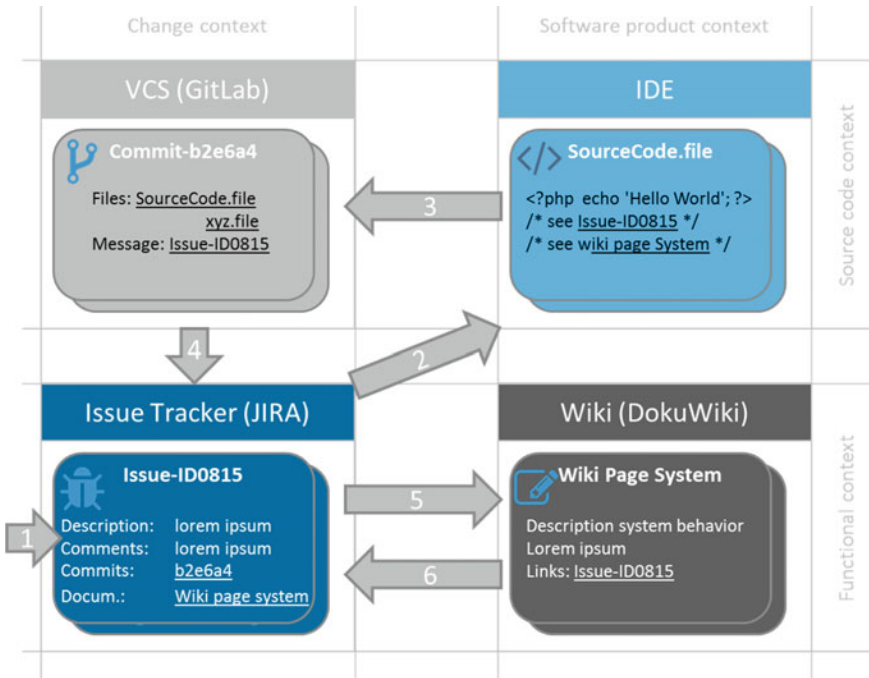 Change context
Software product context
VCS (GitLab)
IDE
Source code context
Commit-b2e6a4
Files: SourceCode.file
xyz.file
Message: Issue-ID0815
SourceCode.file
<?php echo 'Hello World'; ?>
/* see Issue-ID0815 */
/* see wiki page System */
3
4
2
Issue Tracker (JIRA)
Wiki (DokuWiki)
Functional context
1
Issue-ID0815
Description: lorem ipsum
Comments: lorem ipsum
Commits: b2e6a4
Docum.: Wiki page system
5
6
Wiki Page System
Description system behavior
Lorem ipsum
Links: Issue-ID0815